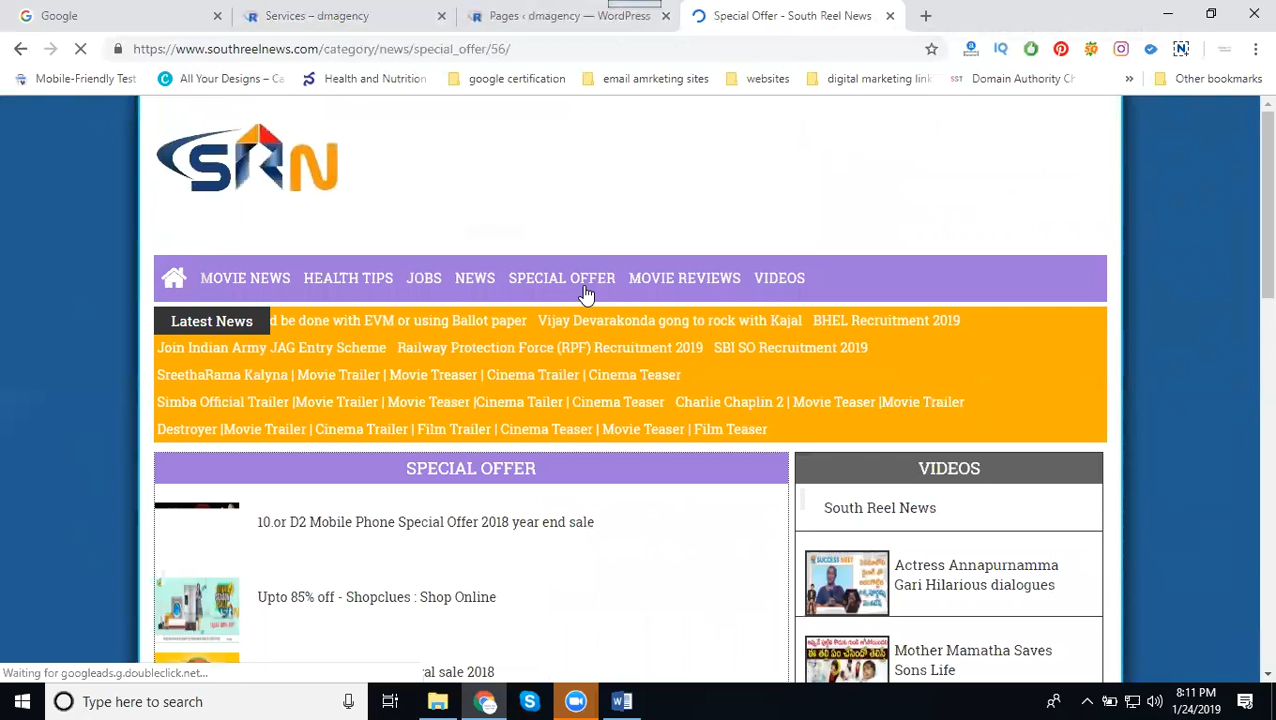 Google
Services – dmagency
Pages ‹ dmagency — WordPress
Special Offer - South Reel News
https://www.southreelnews.com/category/news/special_offer/56/
Mobile-Friendly Test
All Your Designs – Ca
Health and Nutrition
google certification
email amrketing sites
websites
digital marketing link
Domain Authority Ch
»
Other bookmarks
SRN
MOVIE NEWS HEALTH TIPS JOBS NEWS SPECIAL OFFER MOVIE REVIEWS VIDEOS
Latest News d be done with EVM or using Ballot paper Vijay Devarakonda gong to rock with Kajal BHEL Recruitment 2019
Join Indian Army JAG Entry Scheme Railway Protection Force (RPF) Recruitment 2019 SBI SO Recruitment 2019
SreethaRama Kalyna | Movie Trailer | Movie Treaser | Cinema Trailer | Cinema Teaser
Simba Official Trailer |Movie Trailer | Movie Teaser |Cinema Tailer | Cinema Teaser Charlie Chaplin 2 | Movie Teaser |Movie Trailer
Destroyer |Movie Trailer | Cinema Trailer | Film Trailer | Cinema Teaser | Movie Teaser | Film Teaser
SPECIAL OFFER
VIDEOS
10.or D2 Mobile Phone Special Offer 2018 year end sale
South Reel News
Actress Annapurnamma
Gari Hilarious dialogues
Up​to 85% off - Shopclues : Shop Online
Mother Mamatha Saves
Sons Life
al sale 2018
Waiting for googleads.g.doubleclick.net...
Type here to search
8:11 PM
1/24/2019